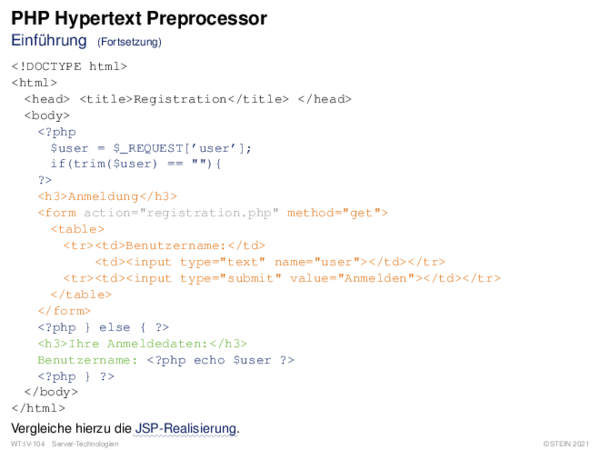 PHP Hypertext Preprocessor
Einführung (Fortsetzung)
<!DOCTYPE html>
<html>
<head> <title>Registration</title> </head>
<body>
<?php
$user = $_REQUEST[’user’];
if(trim($user) == ""){
?>
<h3>Anmeldung</h3>
<form action="registration.php" method="get">
<table>
<tr><td>Benutzername:</td>
<td><input type="text" name="user"></td></tr>
<tr><td><input type="submit" value="Anmelden"></td></tr>
</table>
</form>
<?php } else { ?>
<h3>Ihre Anmeldedaten:</h3>
Benutzername: <?php echo $user ?>
<?php } ?>
</body>
</html>
Vergleiche hierzu die JSP-Realisierung.
WT:IV-104 Server-Technologien ©STEIN 2021